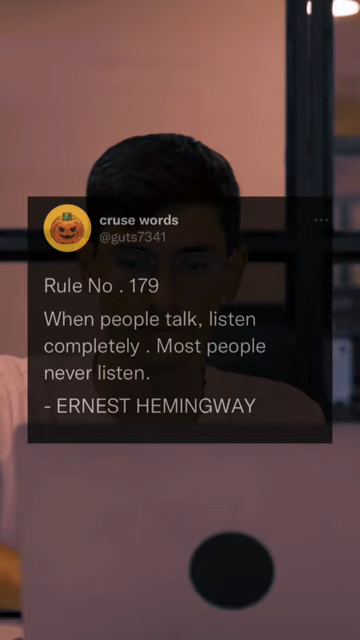 cruse words
@guts7341
Rule No . 179
When people talk, listen
completely . Most people
never listen.
- ERNEST HEMINGWAY